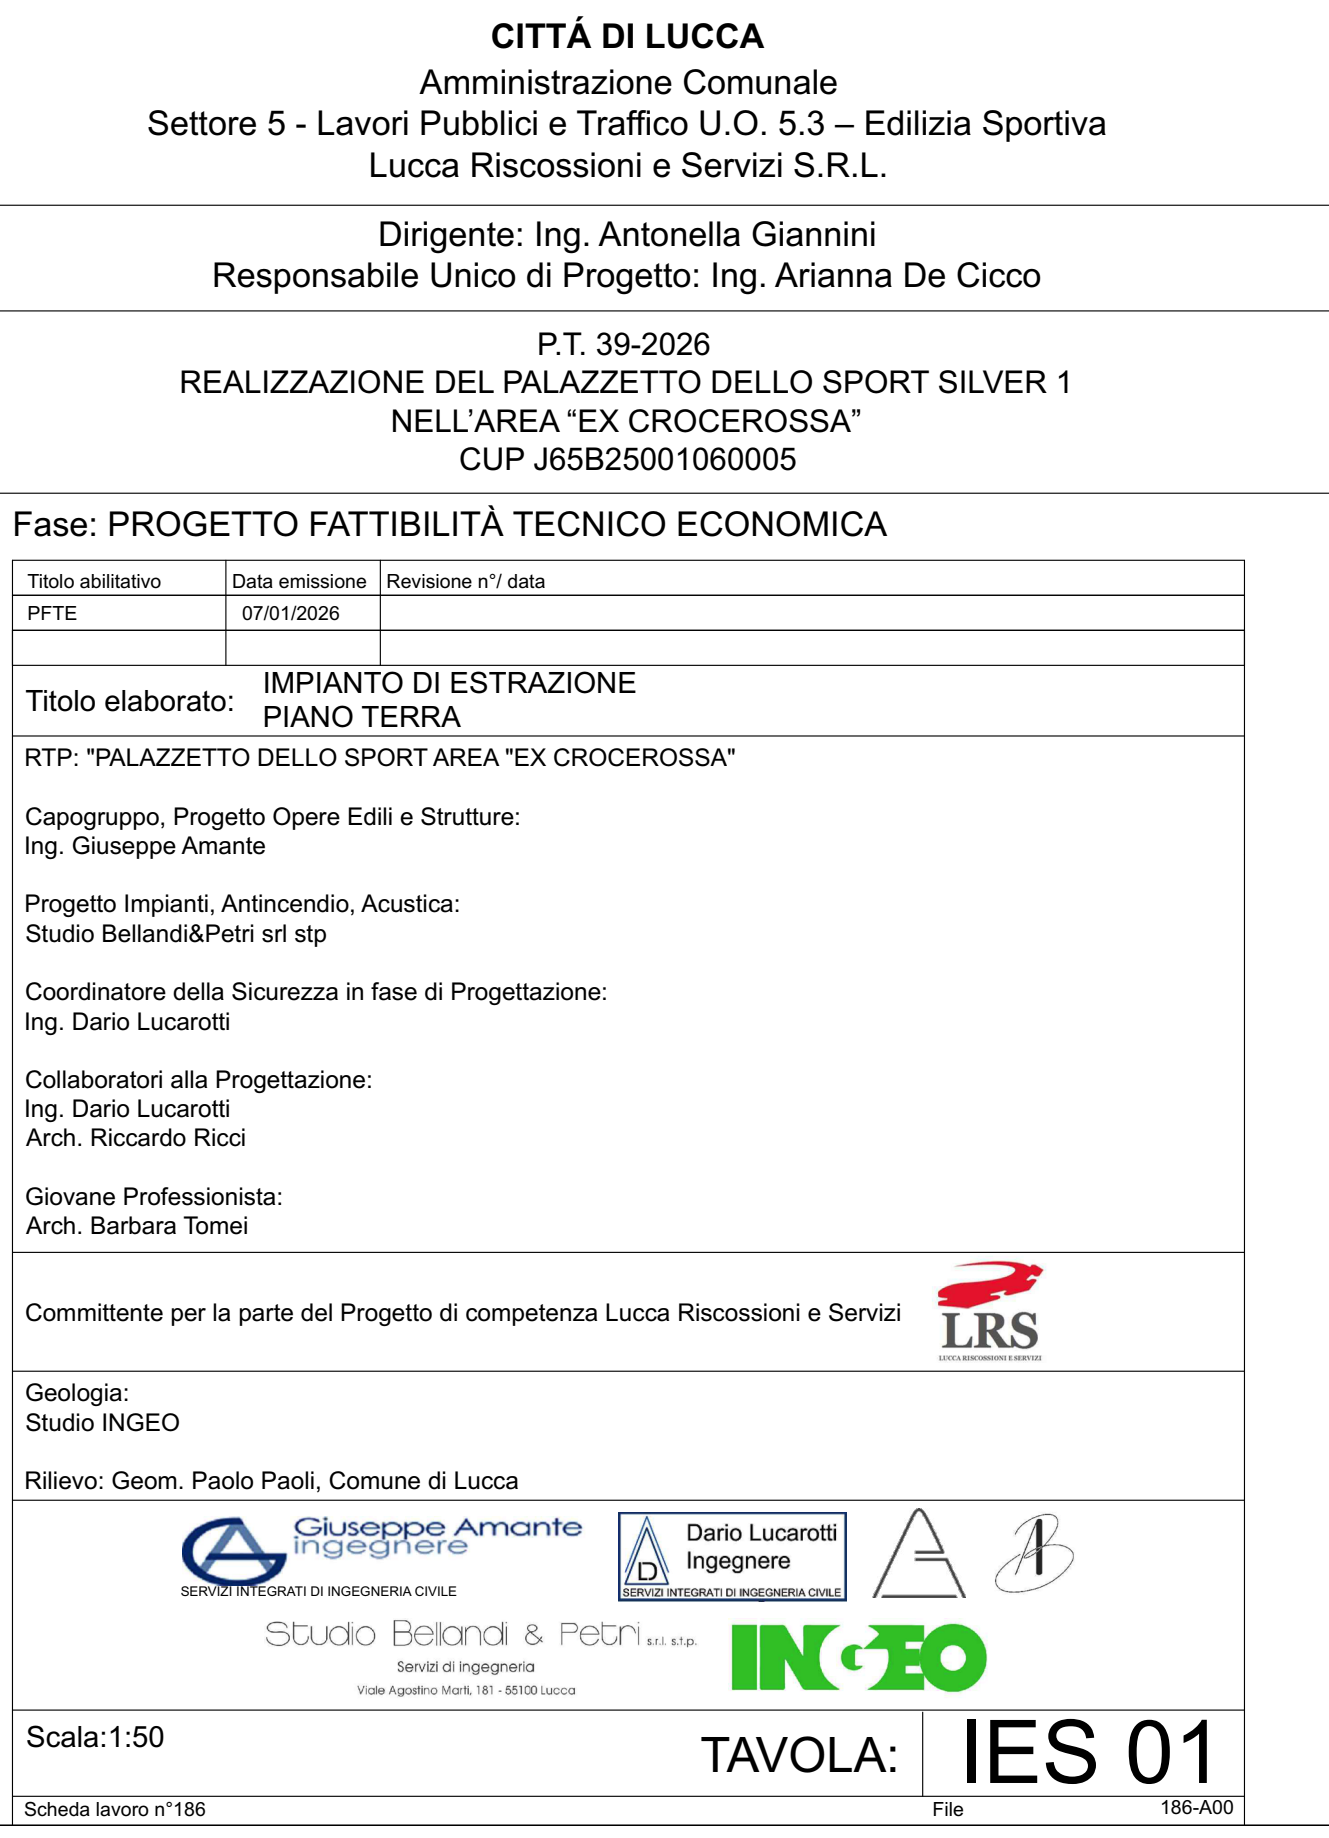 CITTÁ DI LUCCA
Amministrazione Comunale
Settore 5 - Lavori Pubblici e Traffico U.O. 5.3 – Edilizia Sportiva
Lucca Riscossioni e Servizi S.R.L.
Dirigente: Ing. Antonella Giannini
Responsabile Unico di Progetto: Ing. Arianna De Cicco
P.T. 39-2026
REALIZZAZIONE DEL PALAZZETTO DELLO SPORT SILVER 1
NELL'AREA “EX CROCEROSSA”
CUP J65B25001060005
Fase: PROGETTO FATTIBILITÀ TECNICO ECONOMICA
Titolo abilitativo Data emissione Revisione n°/ data
PFTE 07/01/2026
Titolo elaborato: IMPIANTO DI ESTRAZIONE
PIANO TERRA
RTP: "PALAZZETTO DELLO SPORT AREA "EX CROCEROSSA"
Capogruppo, Progetto Opere Edili e Strutture:
Ing. Giuseppe Amante
Progetto Impianti, Antincendio, Acustica:
Studio Bellandi&Petri srl stp
Coordinatore della Sicurezza in fase di Progettazione:
Ing. Dario Lucarotti
Collaboratori alla Progettazione:
Ing. Dario Lucarotti
Arch. Riccardo Ricci
Giovane Professionista:
Arch. Barbara Tomei
Committente per la parte del Progetto di competenza Lucca Riscossioni e Servizi
LRS
LUCCA RISCOSSIONI E SERVIZI
Geologia:
Studio INGEO
Rilievo: Geom. Paolo Paoli, Comune di Lucca
Giuseppe Amante
ingegnere
SERVIZI INTEGRATI DI INGEGNERIA CIVILE
Dario Lucarotti
Ingegnere
D
SERVIZI INTEGRATI DI INGEGNERIA CIVILE
Studio Bellandi & Petri s.r.l. s.t.p.
Servizi di ingegneria
Viale Agostino Marti, 181 - 55100 Lucca
INGEO
Scala:1:50
TAVOLA: IES 01
Scheda lavoro n°186
File 186-A00